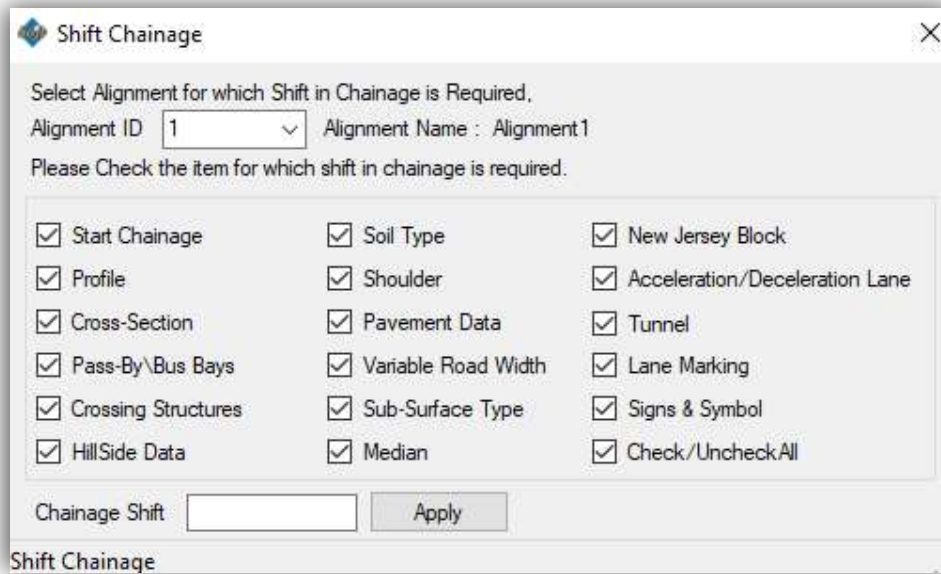 Shift Chainage
Select Alignment for which Shift in Chainage is Required,
Alignment ID 1 Alignment Name : Alignment1
Please Check the item for which shift in chainage is required.
Start Chainage Soil Type New Jersey Block
Profile Shoulder Acceleration/Deceleration Lane
Cross-Section Pavement Data Tunnel
Pass-By\Bus Bays Variable Road Width Lane Marking
Crossing Structures Sub-Surface Type Signs & Symbol
HillSide Data Median Check/UncheckAll
Chainage Shift Apply
Shift Chainage